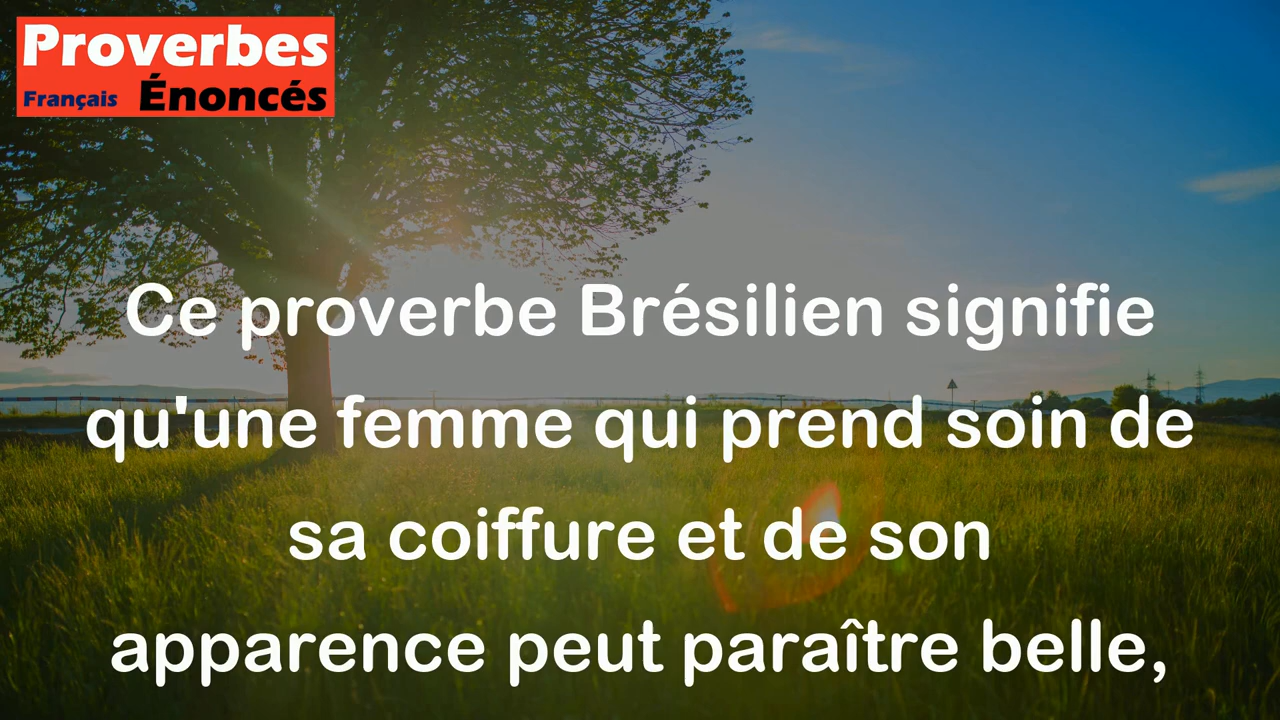 Proverbes
Français Énoncés
Ce proverbe Brésilien signifie
qu'une femme qui prend soin de
sa coiffure et de son
apparence peut paraître belle,